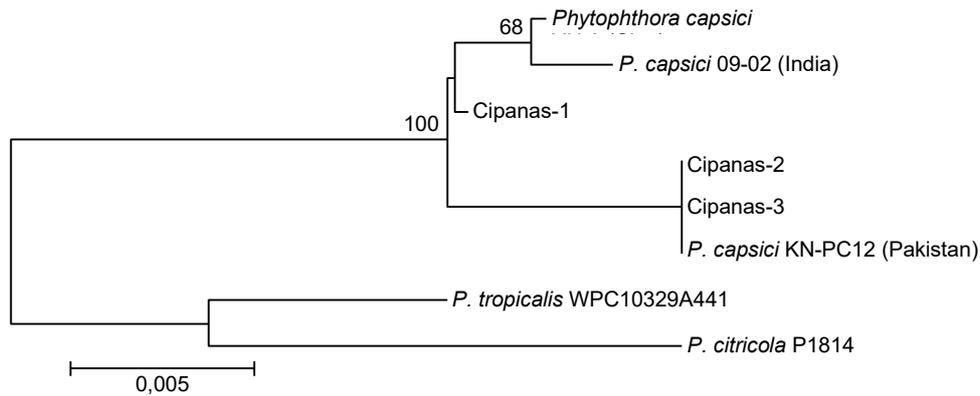 68
Phytophthora capsici
P. capsici 09-02 (India)
Cipanas-1
100
Cipanas-2
Cipanas-3
P. capsici KN-PC12 (Pakistan)
P. tropicalis WPC10329A441
P. citricola P1814
0,005